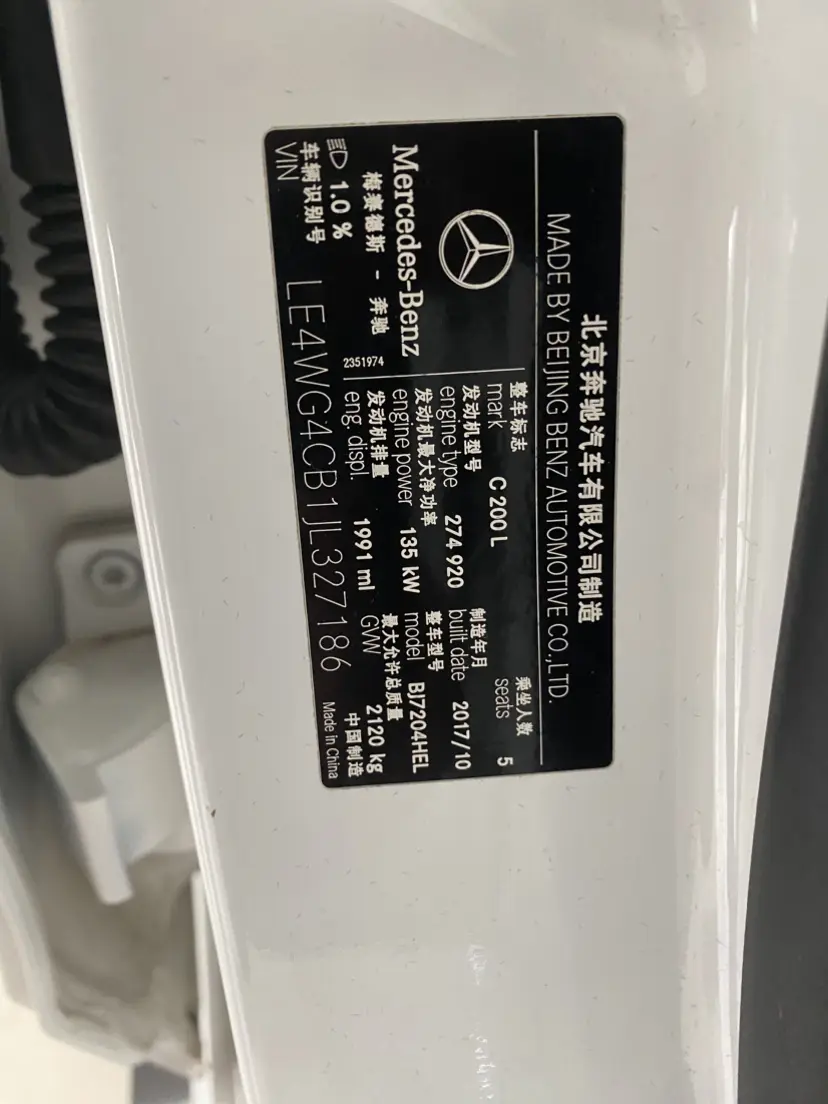 北京奔驰汽车有限公司制造
MADE BY BEIJING BENZ AUTOMOTIVE CO.,LTD.
整车标志
mark C 200 L
乘坐人数
seats 5
发动机型号
engine type 274 920
制造年月
built date 2017/10
发动机最大净功率
engine power 135 kW
整车型号
model BJ7204HEL
发动机排量
eng. displ. 1991 ml
最大允许总质量
GVW 2120 kg
Mercedes-Benz
梅赛德斯 - 奔驰
2351974
1.0 %
车辆识别号
VIN LE4WG4CB1JL327186
中国制造
Made in China